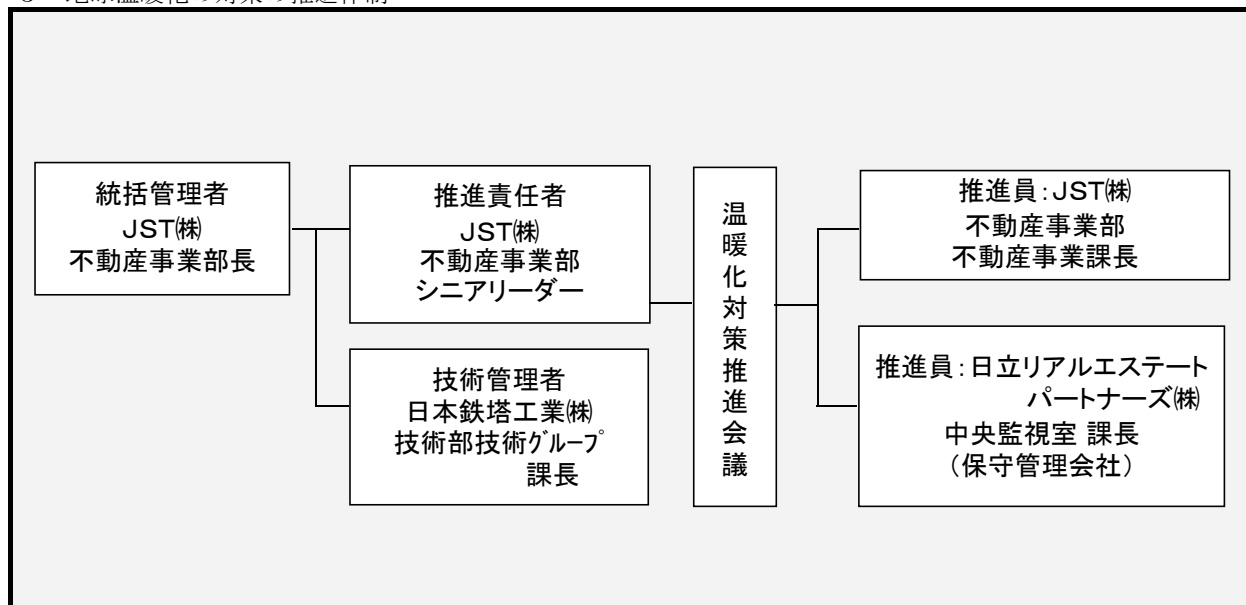 統括管理者
JST㈱
不動産事業部長
推進責任者
JST㈱
不動産事業部
シニアリーダー
技術管理者
日本鉄塔工業㈱
技術部技術ｸﾞﾙｰﾌﾟ
課長
温暖化対策推進会議
推進員：JST㈱
不動産事業部
不動産事業課長
推進員：日立リアルエステート
パートナーズ㈱
中央監視室 課長
（保守管理会社）